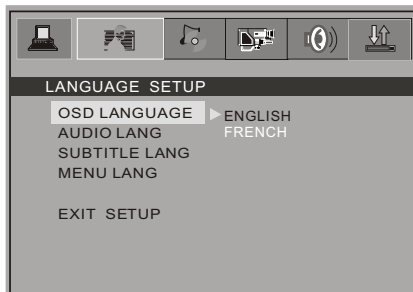 LANGUAGE SETUP
OSD LANGUAGE ENGLISH
AUDIO LANG FRENCH
SUBTITLE LANG
MENU LANG
EXIT SETUP